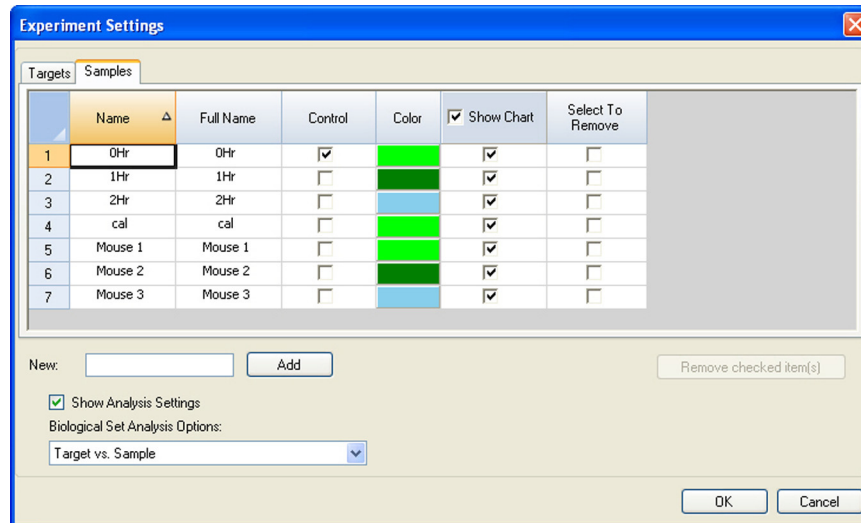 Experiment Settings
Targets Samples
Name Full Name Control Color Show Chart Select To Remove
1 0Hr 0Hr
2 1Hr 1Hr
3 2Hr 2Hr
4 cal cal
5 Mouse 1 Mouse 1
6 Mouse 2 Mouse 2
7 Mouse 3 Mouse 3
New: Add Remove checked item(s)
Show Analysis Settings
Biological Set Analysis Options:
Target vs. Sample
OK Cancel